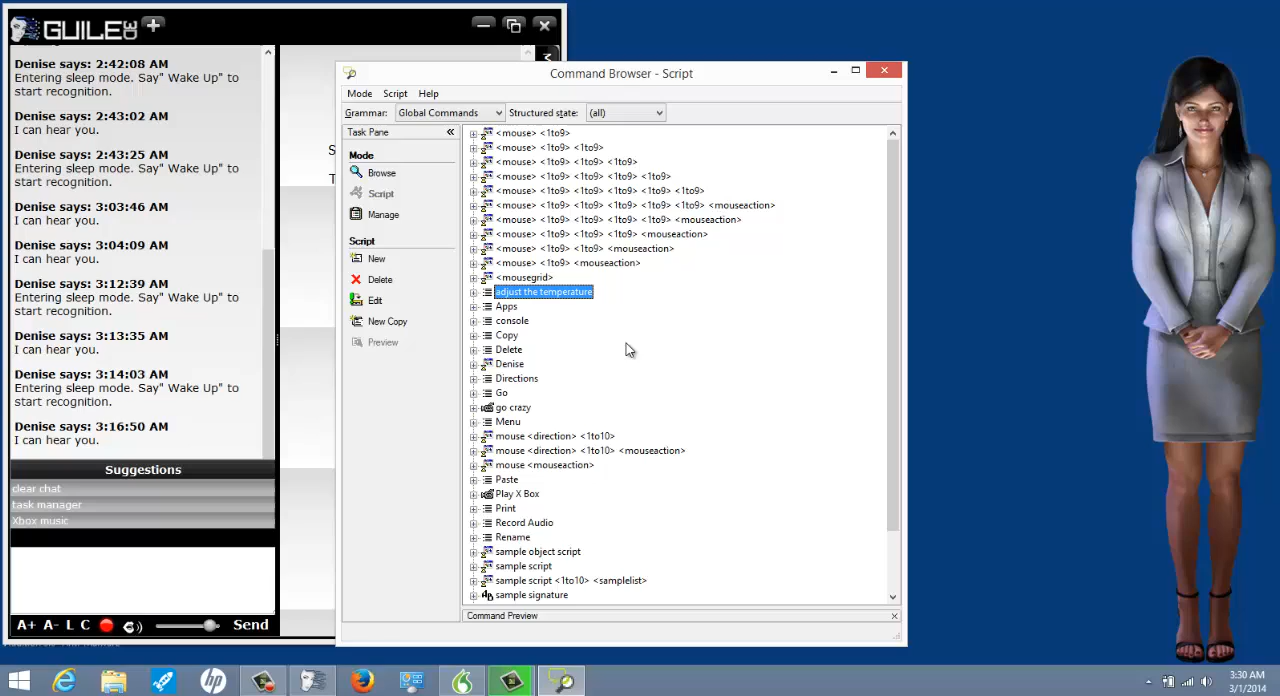 GUILE 3D
Denise says: 2:42:08 AM
Entering sleep mode. Say" Wake Up" to
start recognition.
Denise says: 2:43:02 AM
I can hear you.
Denise says: 2:43:25 AM
Entering sleep mode. Say" Wake Up" to
start recognition.
Denise says: 3:03:46 AM
I can hear you.
Denise says: 3:04:09 AM
I can hear you.
Denise says: 3:12:39 AM
Entering sleep mode. Say" Wake Up" to
start recognition.
Denise says: 3:13:35 AM
I can hear you.
Denise says: 3:14:03 AM
Entering sleep mode. Say" Wake Up" to
start recognition.
Denise says: 3:16:50 AM
I can hear you.
Suggestions
clear chat
task manager
Xbox music
A+ A- L C Send
S
T
Command Browser - Script
Mode Script Help
Grammar: Global Commands Structured state: (all)
Task Pane
Mode
Browse
Script
Manage
Script
New
Delete
Edit
New Copy
Preview
<mouse> <1to9>
<mouse> <1to9> <1to9>
<mouse> <1to9> <1to9> <1to9>
<mouse> <1to9> <1to9> <1to9> <1to9>
<mouse> <1to9> <1to9> <1to9> <1to9> <1to9>
<mouse> <1to9> <1to9> <1to9> <1to9> <1to9> <mouseaction>
<mouse> <1to9> <1to9> <1to9> <1to9> <mouseaction>
<mouse> <1to9> <1to9> <1to9> <mouseaction>
<mouse> <1to9> <1to9> <mouseaction>
<mouse> <1to9> <mouseaction>
<mousegrid>
adjust the temperature
Apps
console
Copy
Delete
Denise
Directions
Go
go crazy
Menu
mouse <direction> <1to10>
mouse <direction> <1to10> <mouseaction>
mouse <mouseaction>
Paste
Play X Box
Print
Record Audio
Rename
sample object script
sample script
sample script <1to10> <samplelist>
sample signature
Command Preview
hp
3:30 AM
3/1/2014